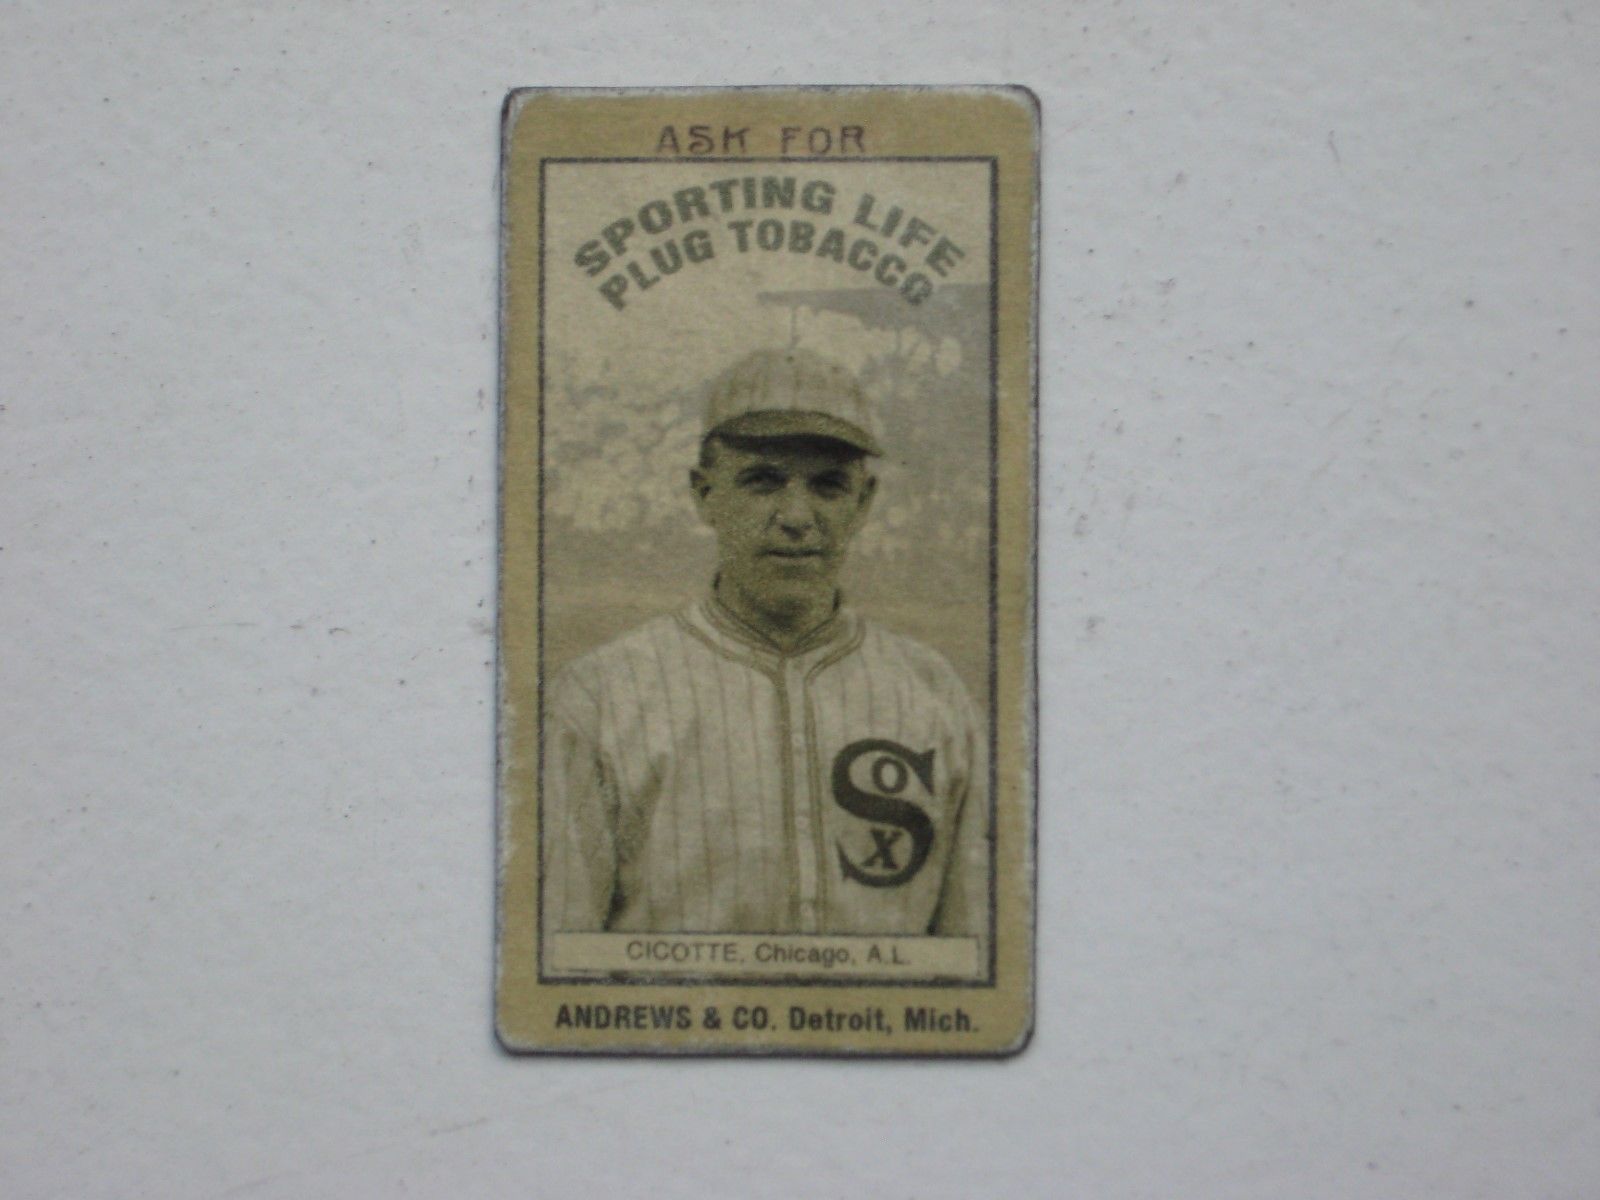 ASK FOR
SPORTING LIFE
PLUG TOBACCO
SOX
CICOTTE, Chicago, A.L.
ANDREWS & CO. Detroit, Mich.